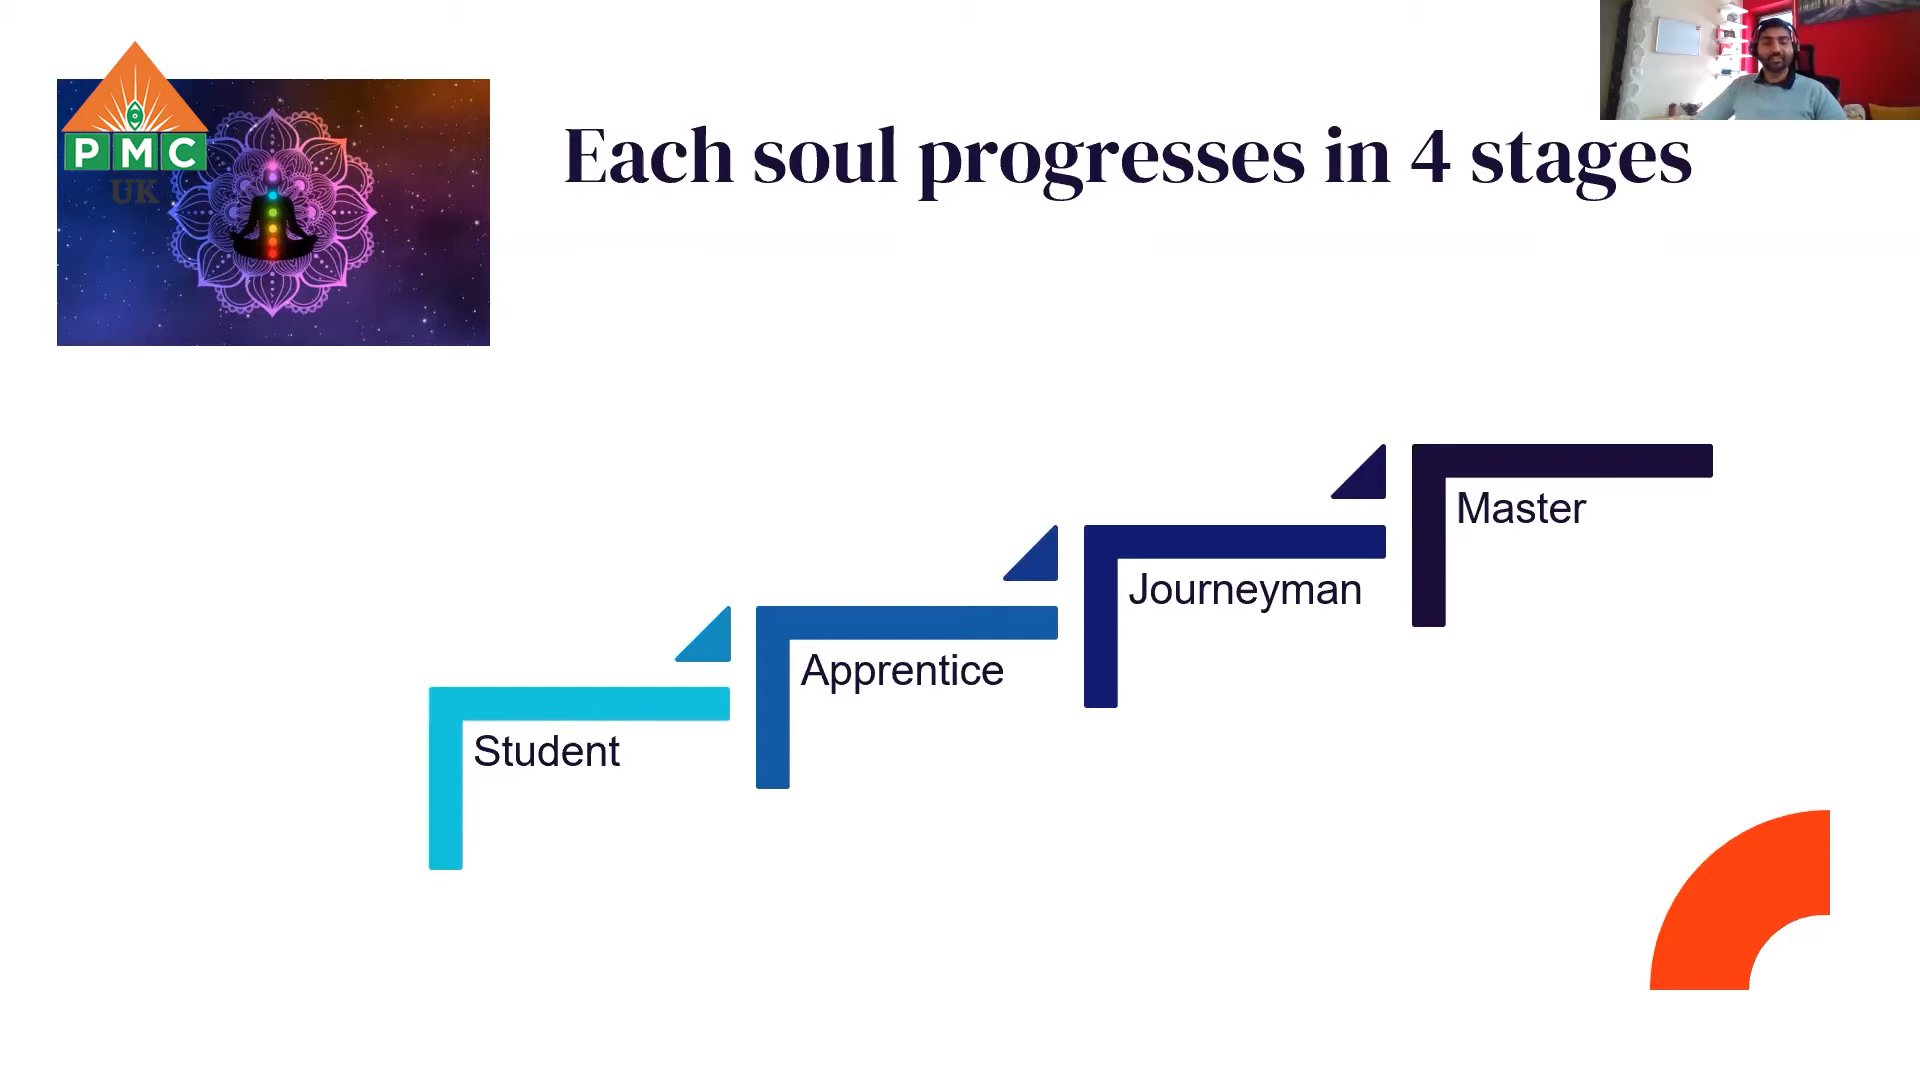 PMC
UK
Each soul progresses in 4 stages
Student
Apprentice
Journeyman
Master